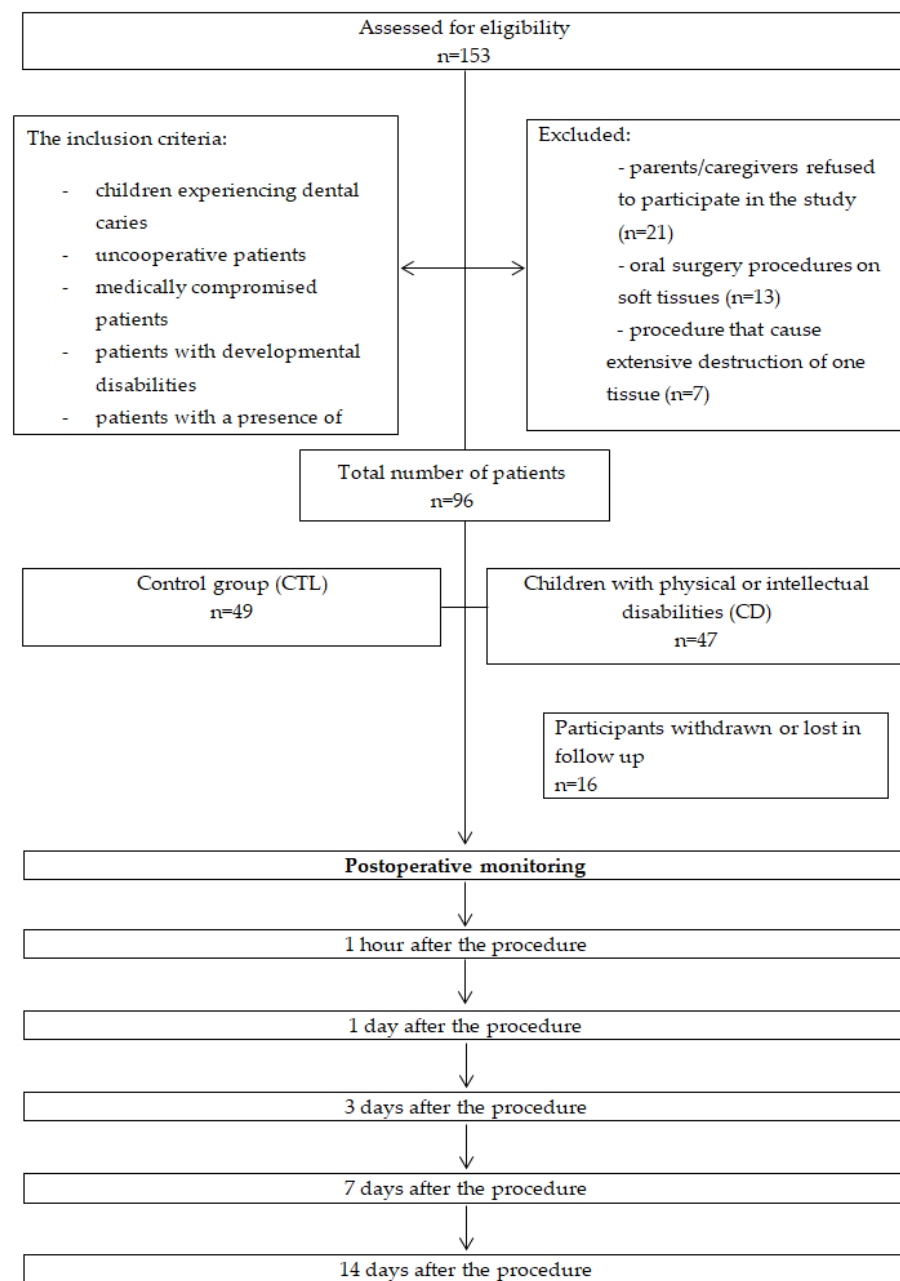 Assessed for eligibility
n=153
The inclusion criteria:
- children experiencing dental
caries
- uncooperative patients
- medically compromised
patients
- patients with developmental
disabilities
- patients with a presence of
Excluded:
- parents/caregivers refused
to participate in the study
(n=21)
- oral surgery procedures on
soft tissues (n=13)
- procedure that cause
extensive destruction of one
tissue (n=7)
Total number of patients
n=96
Control group (CTL)
n=49
Children with physical or intellectual
disabilities (CD)
n=47
Participants withdrawn or lost in
follow up
n=16
Postoperative monitoring
1 hour after the procedure
1 day after the procedure
3 days after the procedure
7 days after the procedure
14 days after the procedure